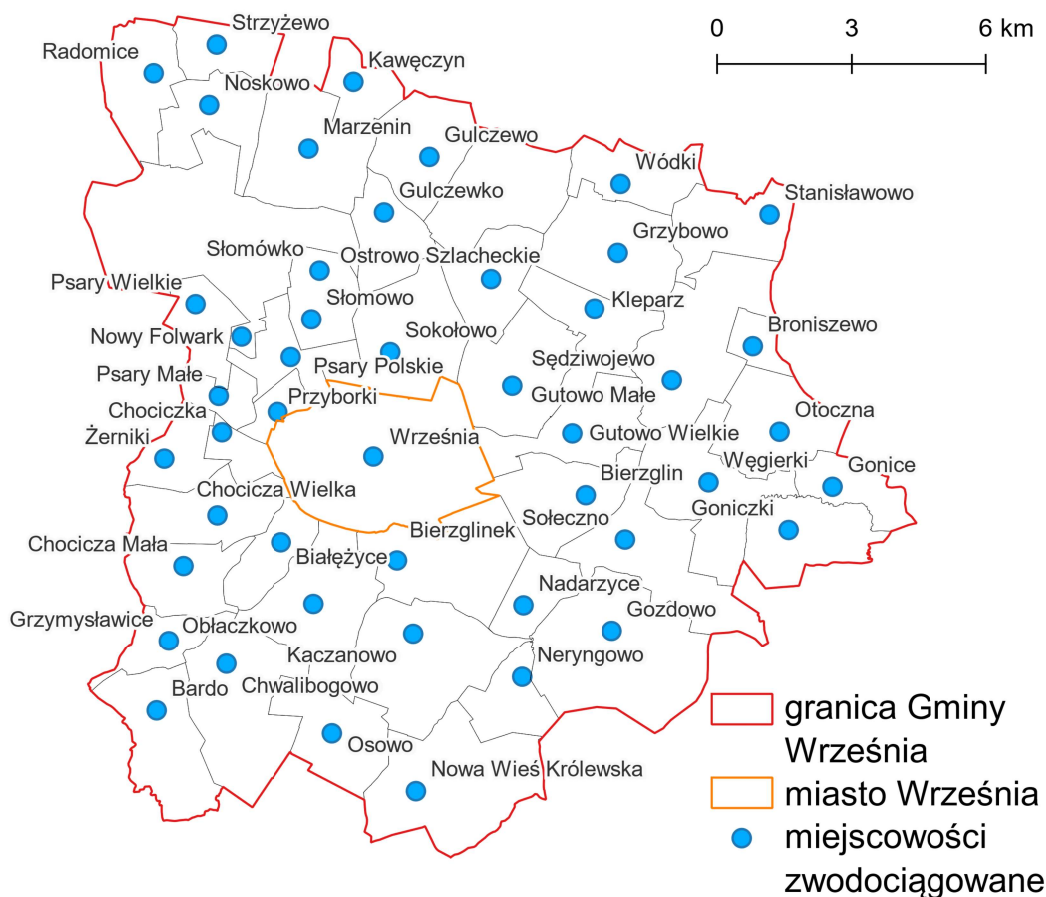 0 3 6 km
Strzyżewo
Radomice
Kawęczyn
Noskowo
Marzenin
Gulczewo
Wódki
Stanisławowo
Gulczewko
Grzybowo
Słomówko
Ostrowo Szlacheckie
Psary Wielkie
Słomowo
Kleparz
Nowy Folwark
Sokołowo
Broniszewo
Psary Małe
Psary Polskie
Sędziwojewo
Chociczka
Przyborki
Gutowo Małe
Otoczna
Żerniki
Września
Gutowo Wielkie
Węgierki
Gonice
Chocicza Wielka
Bierzglin
Goniczki
Chocicza Mała
Białężyce
Bierzglinek
Sołeczno
Nadarzyce
Grzymysławice
Obłaczkowo
Gozdowo
Kaczanowo
Neryngowo
Bardo
Chwalibogowo
Osowo
Nowa Wieś Królewska
granica Gminy
Września
miasto Września
miejscowości
zwodociągowane